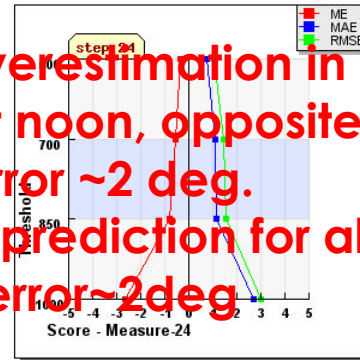 ME
MAE
RMSE
step 24
verestimation in
noon, opposite
rror ~2 deg.
prediction for al
error~2deg
700
850
1000
Threshold
-5 -4 -3 -2 -1 0 1 2 3 4 5
Score - Measure-24